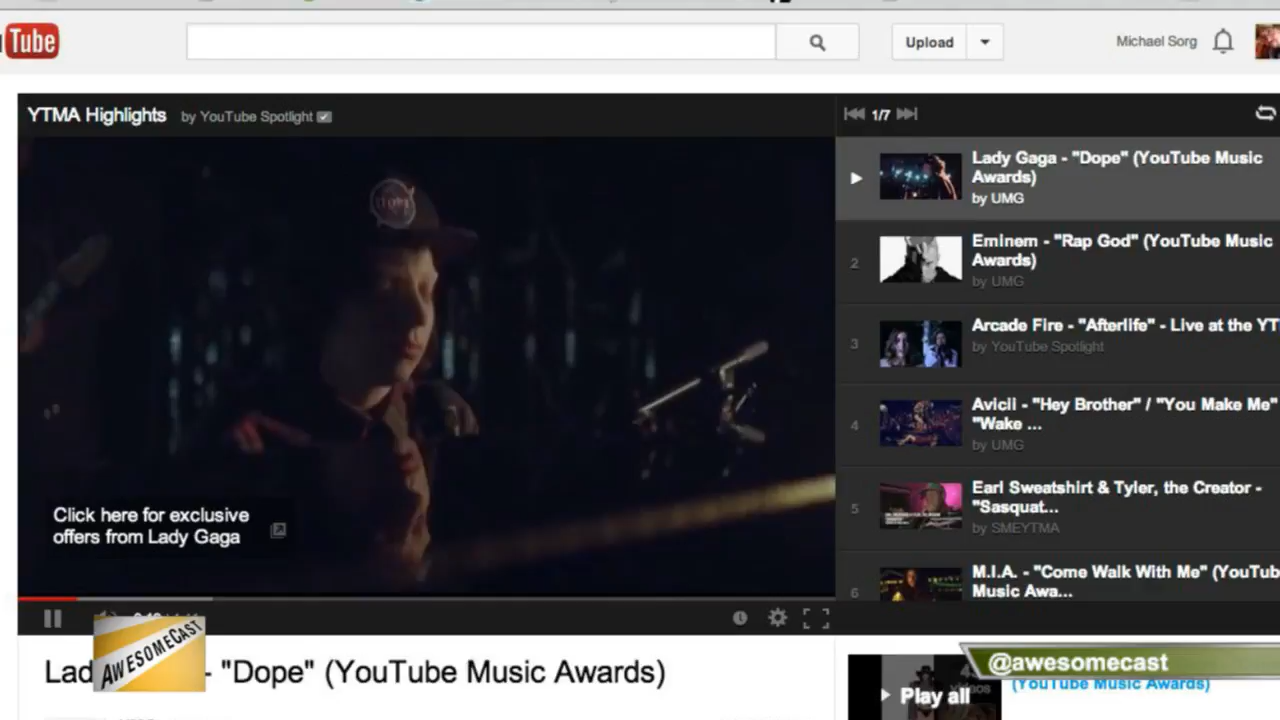 Tube
Upload
Michael Sorg
YTMA Highlights by YouTube Spotlight
1/7
Lady Gaga - "Dope" (YouTube Music
Awards)
by UMG
2
Eminem - "Rap God" (YouTube Music
Awards)
by UMG
3
Arcade Fire - "Afterlife" - Live at the YT
by YouTube Spotlight
4
Avicii - "Hey Brother" / "You Make Me"
"Wake ...
by UMG
5
Earl Sweatshirt & Tyler, the Creator -
"Sasquat...
by SMEYTMA
6
M.I.A. - "Come Walk With Me" (YouTub
Music Awa...
Click here for exclusive
offers from Lady Gaga
AWESOMECAST
Lad - "Dope" (YouTube Music Awards)
@awesomecast
Play all
videos
(YouTube Music Awards)